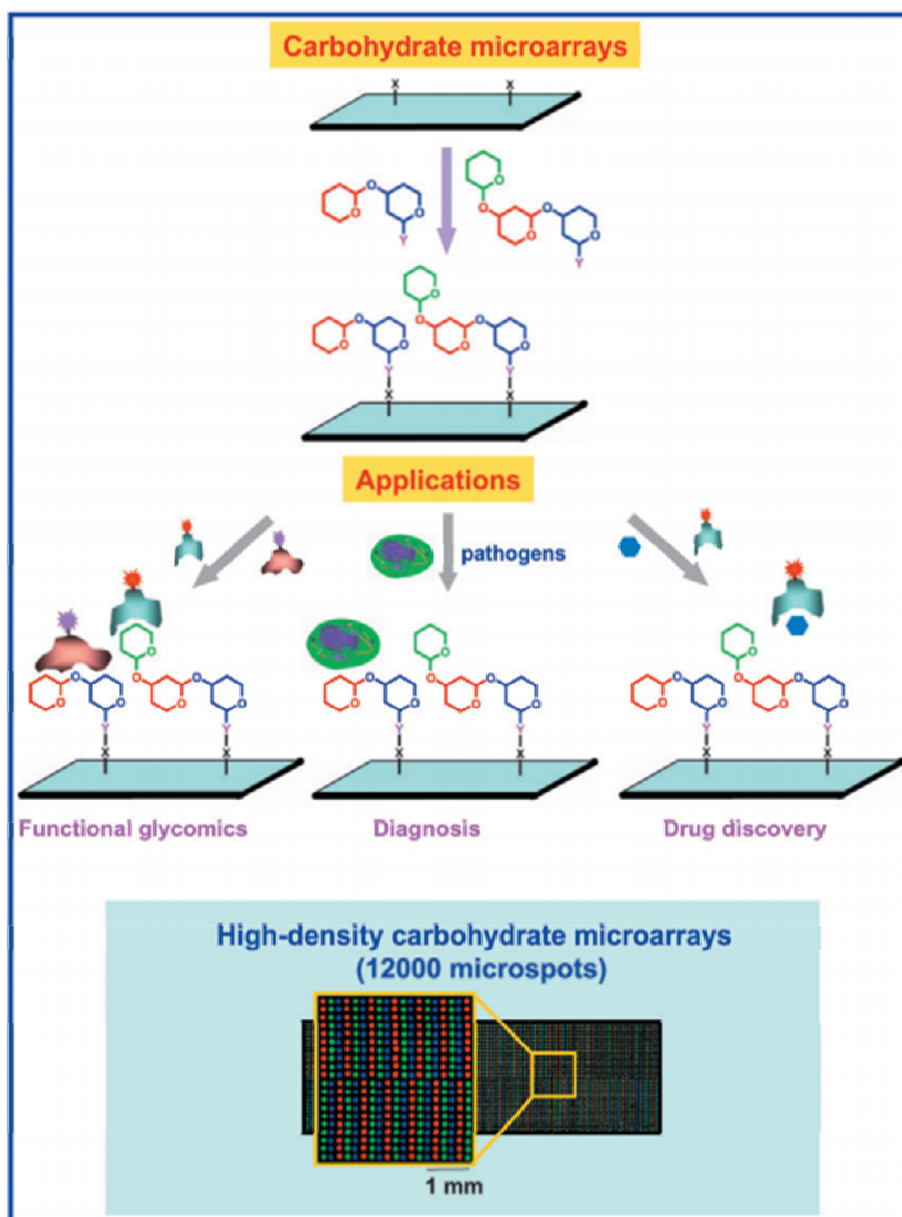 Carbohydrate microarrays
X X
O O O Y
O O O O O Y
O O O O O O O O
Y Y
X X
Applications
pathogens
O O O O O O O O
Y Y
X X
O O O O O O O O
Y Y
X X
O O O O O O O O
Y Y
X X
Functional glycomics
Diagnosis
Drug discovery
High-density carbohydrate microarrays
(12000 microspots)
1 mm